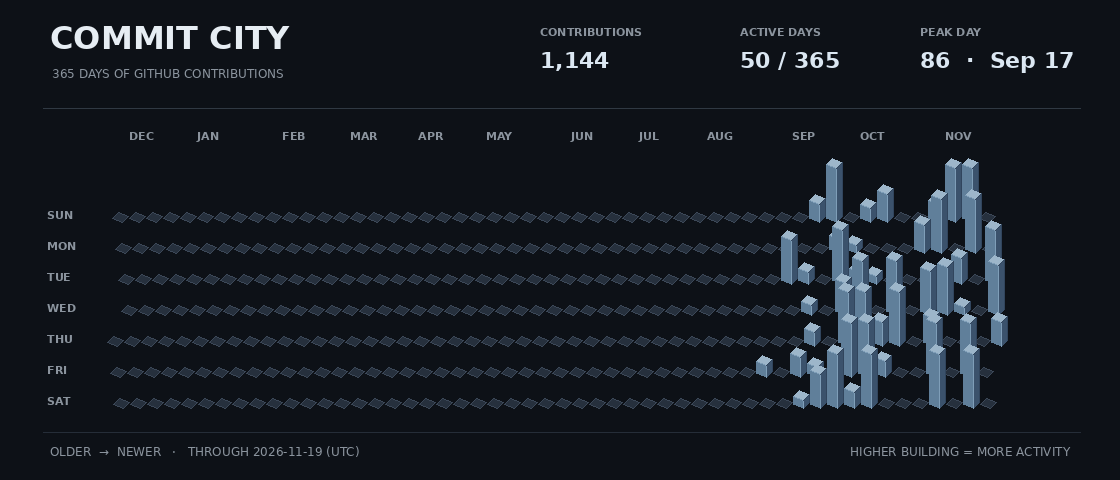 COMMIT CITY
365 DAYS OF GITHUB CONTRIBUTIONS
CONTRIBUTIONS
1,144
ACTIVE DAYS
50 / 365
PEAK DAY
86 · Sep 17
DEC JAN FEB MAR APR MAY JUN JUL AUG SEP OCT NOV
SUN
MON
TUE
WED
THU
FRI
SAT
OLDER → NEWER · THROUGH 2026-11-19 (UTC)
HIGHER BUILDING = MORE ACTIVITY